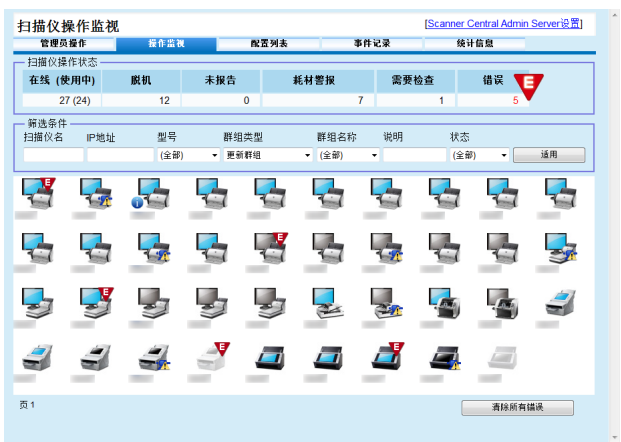 扫描仪操作监视 [Scanner Central Admin Server设置]
管理员操作 操作监视 配置列表 事件记录 统计信息
扫描仪操作状态
在线 (使用中) 脱机 未报告 耗材警报 需要检查 错误 E
27 (24) 12 0 7 1 5
筛选条件
扫描仪名 IP地址 型号 群组类型 群组名称 说明 状态
(全部) 更新群组 (全部) (全部) 适用
E
E
E
E E
页 1 清除所有错误